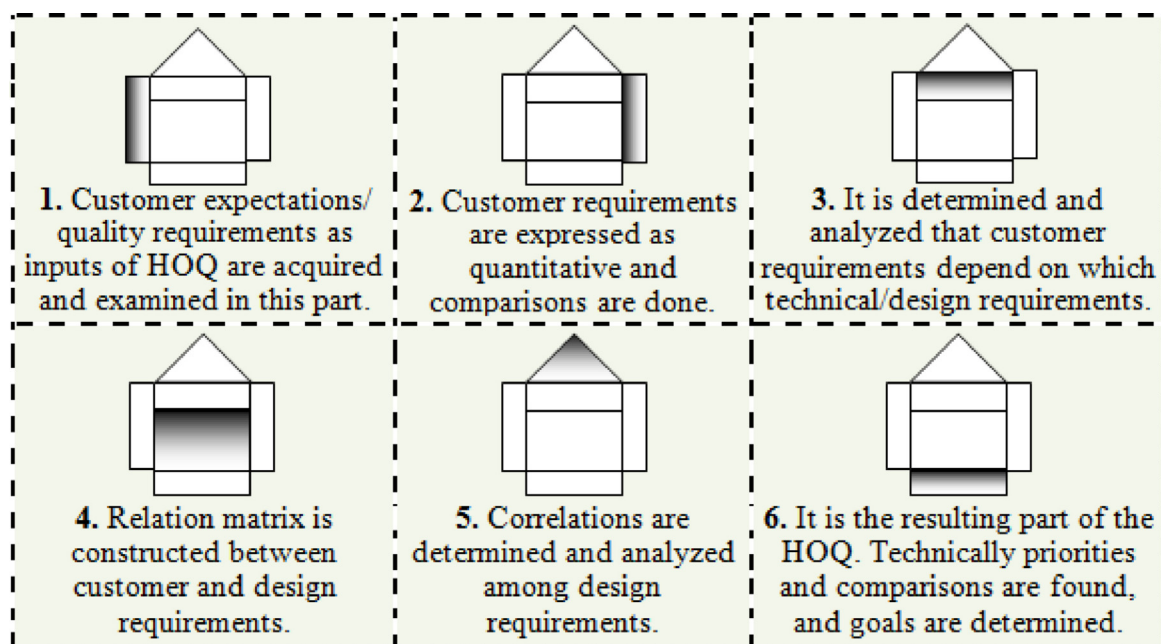 1. Customer expectations/
quality requirements as
inputs of HOQ are acquired
and examined in this part.
2. Customer requirements
are expressed as
quantitative and
comparisons are done.
3. It is determined and
analyzed that customer
requirements depend on which
technical/design requirements.
4. Relation matrix is
constructed between
customer and design
requirements.
5. Correlations are
determined and analyzed
among design
requirements.
6. It is the resulting part of the
HOQ. Technically priorities
and comparisons are found,
and goals are determined.